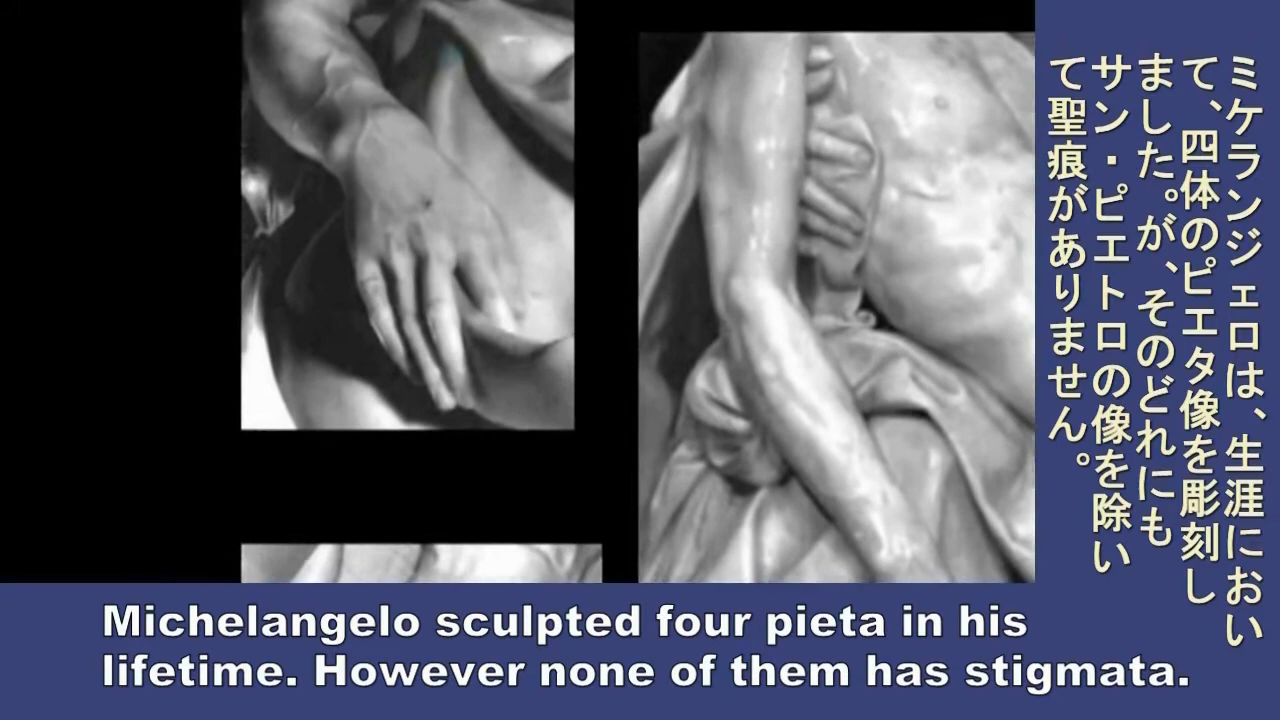 ミケランジェロは、生涯におい
て、四体のピエタ像を彫刻し
ました。が、そのどれにも
サン・ピエトロの像を除い
て聖痕がありません。
Michelangelo sculpted four pieta in his
lifetime. However none of them has stigmata.